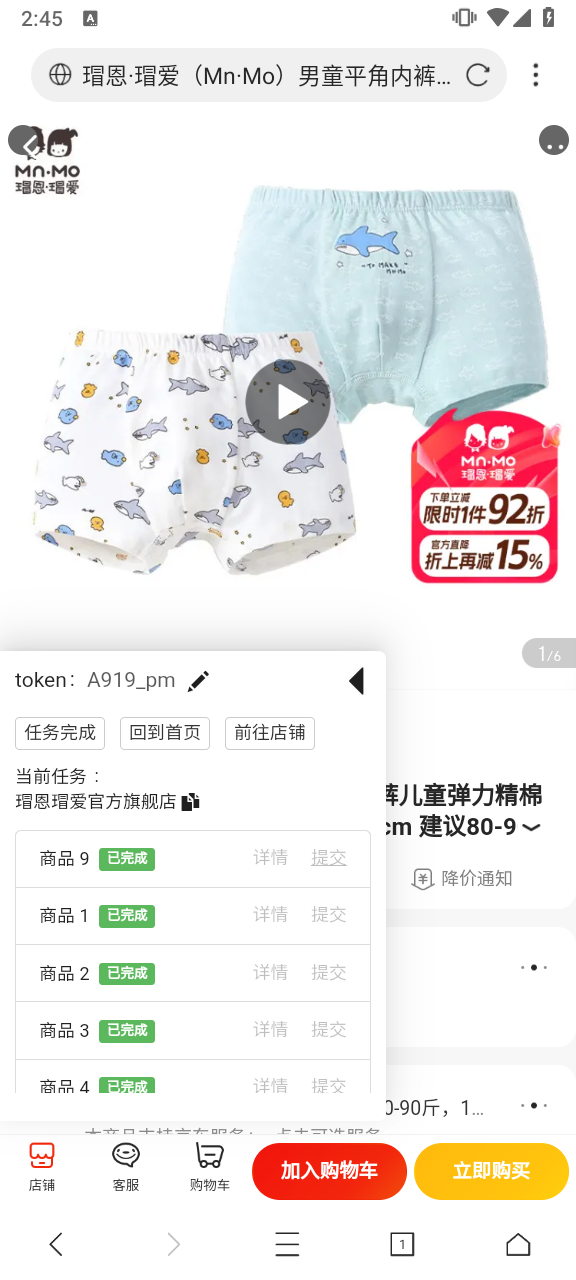 2:45
A
瑁恩·瑁爱（Mn·Mo）男童平角内裤...
Mn·Mo
瑁恩·瑁爱
TO MAKE
MnMo
Mn·MO
瑁恩·瑁爱
下单立减
限时1件92折
官方直降
折上再减15%
1/6
token：A919_pm
任务完成
回到首页
前往店铺
当前任务：
瑁恩瑁爱官方旗舰店
裤儿童弹力精棉
cm 建议80-9
降价通知
商品 9 已完成 详情 提交
商品 1 已完成 详情 提交
商品 2 已完成 详情 提交
商品 3 已完成 详情 提交
商品 4 已完成 详情 提交
0-90斤，1...
店铺
客服
购物车
加入购物车
立即购买
1